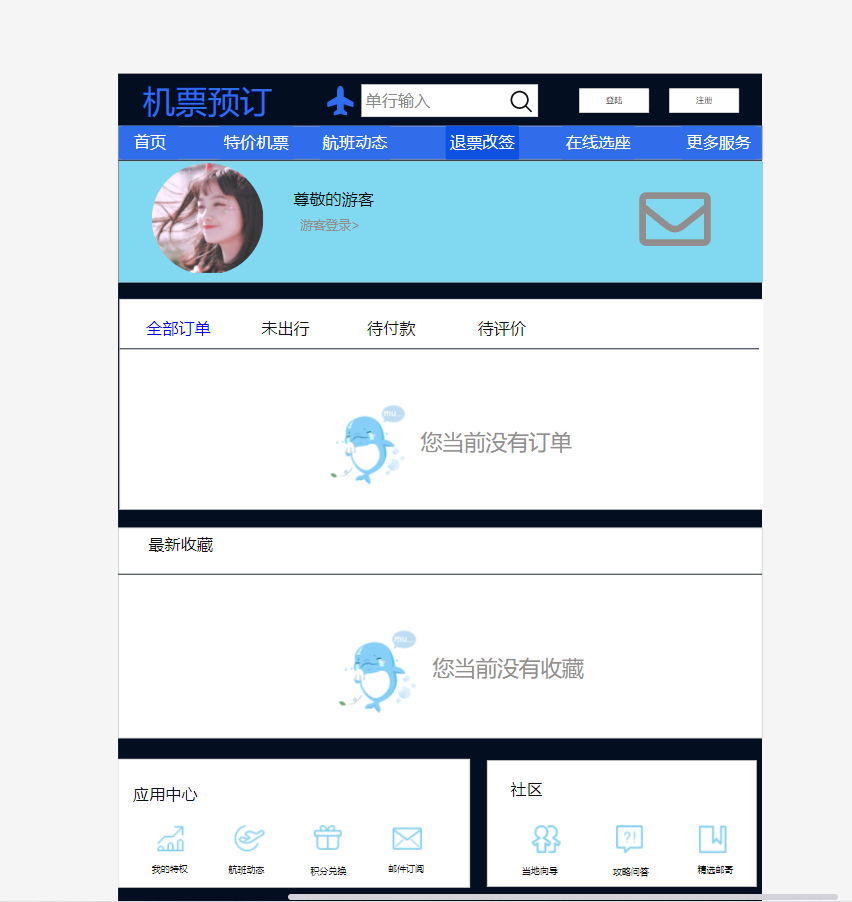 机票预订
单行输入
登陆
注册
首页 特价机票 航班动态 退票改签 在线选座 更多服务
尊敬的游客
游客登录>
全部订单 未出行 待付款 待评价
mu...
您当前没有订单
最新收藏
mu...
您当前没有收藏
应用中心
我的特权 航班动态 积分兑换 邮件订阅
社区
?!
当地向导 攻略问答 精选邮寄